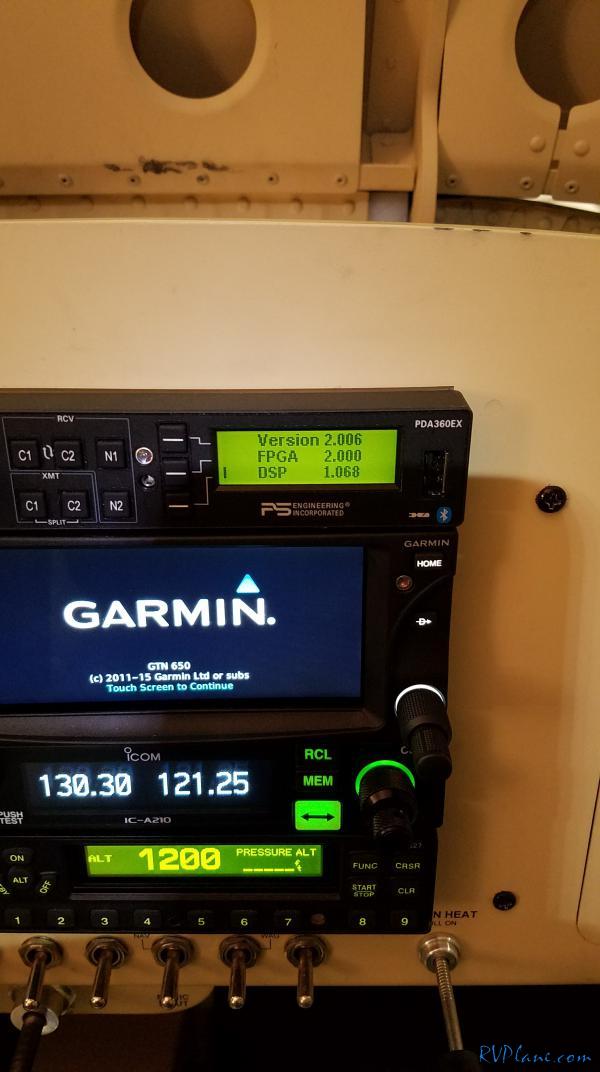 RCV
PDA360EX
C1 C2 N1
Version 2.006
FPGA 2.000
DSP 1.068
XMT
C1 C2 N2
SPLIT
PS ENGINEERING®
INCORPORATED
GARMIN
HOME
D
GARMIN.
GTN 650
(c) 2011-15 Garmin Ltd or subs
Touch Screen to Continue
ICOM
RCL
130.30 121.25
MEM
PUSH
TEST
IC-A210
ON
ALT 1200 PRESSURE ALT
FUNC CRSR
ALT
OFF
START
STOP
CLR
1 2 3 4 5 6 7 8 9
HEAT
ON
NAV
RVPlane.com